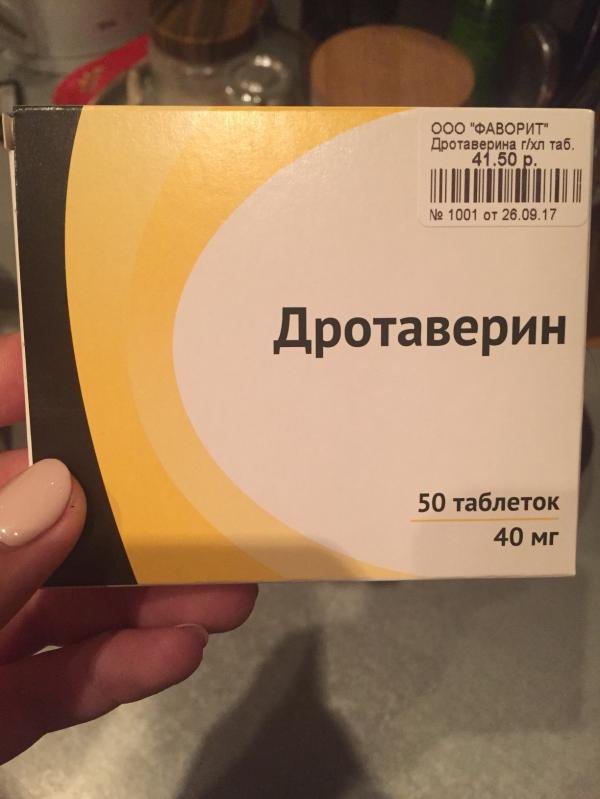 ООО "ФАВОРИТ"
Дротаверина г/хл таб.
41.50 р.
№ 1001 от 26.09.17
Дротаверин
50 таблеток
40 мг